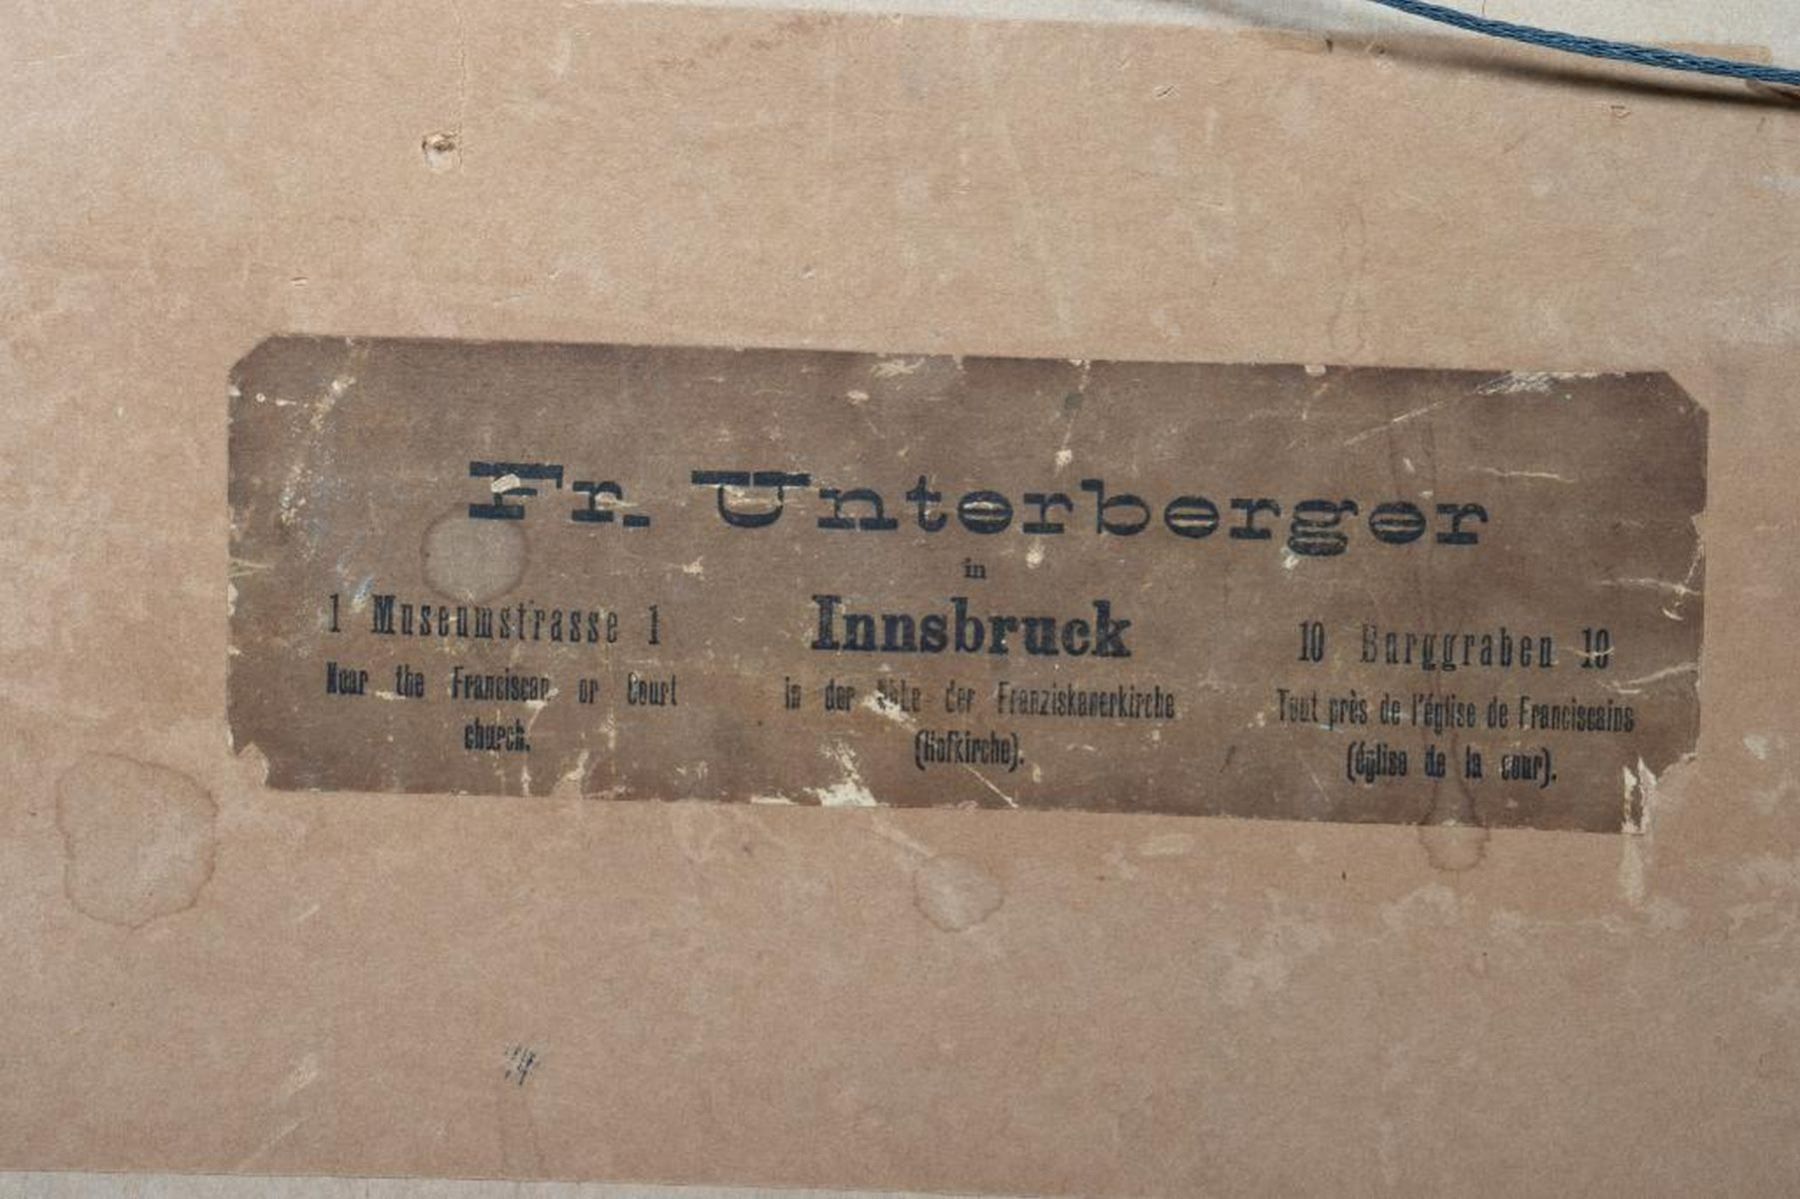 Fr. Unterberger
in
1 Museumstrasse 1 Innsbruck 10 Burggraben 10
Near the Franciscan or Court
church.
in der Nähe der Franziskanerkirche
(Hofkirche).
Tout près de l'église de Franciscains
(église de la cour).